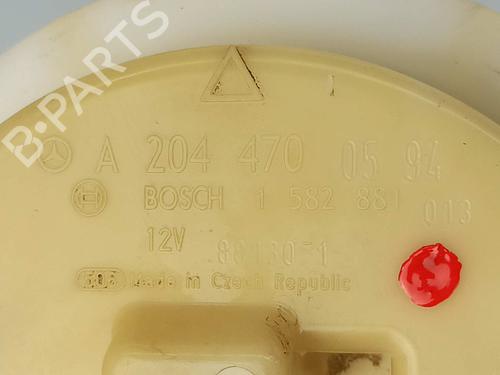 B-PARTS
A 204 470 05 94
BOSCH 1 582 881 013
12V
Made in Czech Republic